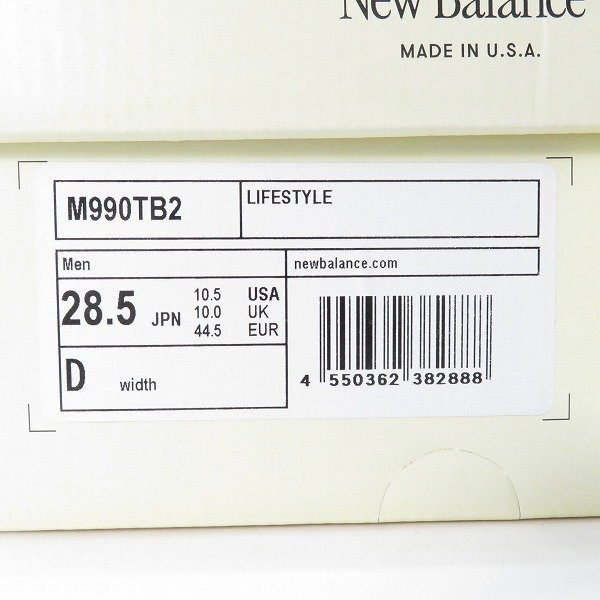 New Balance
MADE IN U.S.A.
M990TB2
LIFESTYLE
Men
newbalance.com
28.5 JPN
10.5 USA
10.0 UK
44.5 EUR
D width
4 550362 382888